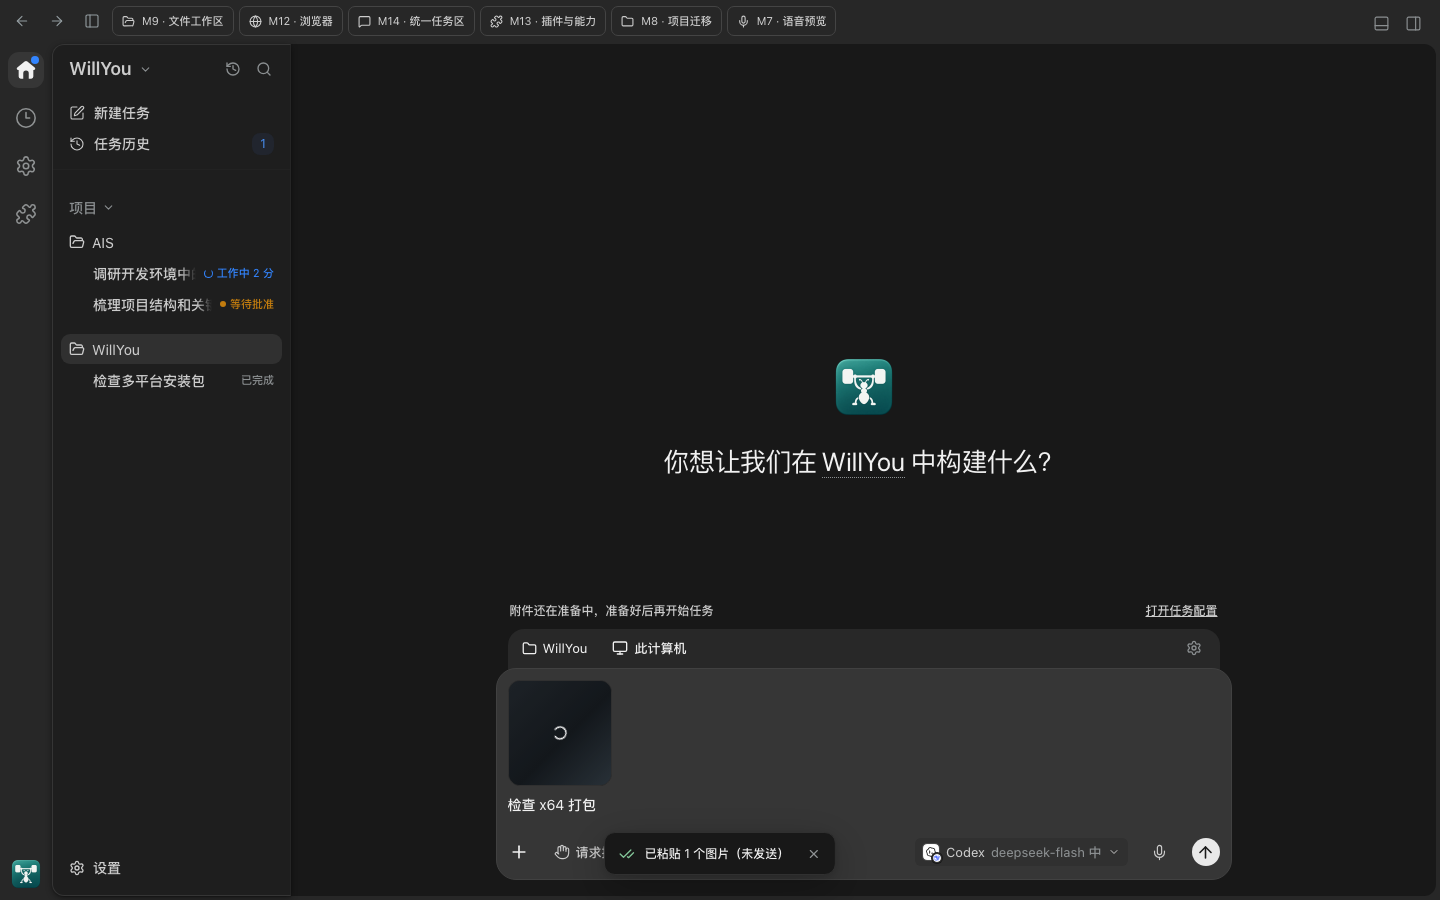 M9 · 文件工作区
M12 · 浏览器
M14 · 统一任务区
M13 · 插件与能力
M8 · 项目迁移
M7 · 语音预览
WillYou
新建任务
任务历史 1
项目
AIS
调研开发环境中 工作中 2 分
梳理项目结构和关 等待批准
WillYou
检查多平台安装包 已完成
设置
你想让我们在 WillYou 中构建什么?
附件还在准备中，准备好后再开始任务 打开任务配置
WillYou 此计算机
检查 x64 打包
请求
已粘贴 1 个图片（未发送）
Codex deepseek-flash 中